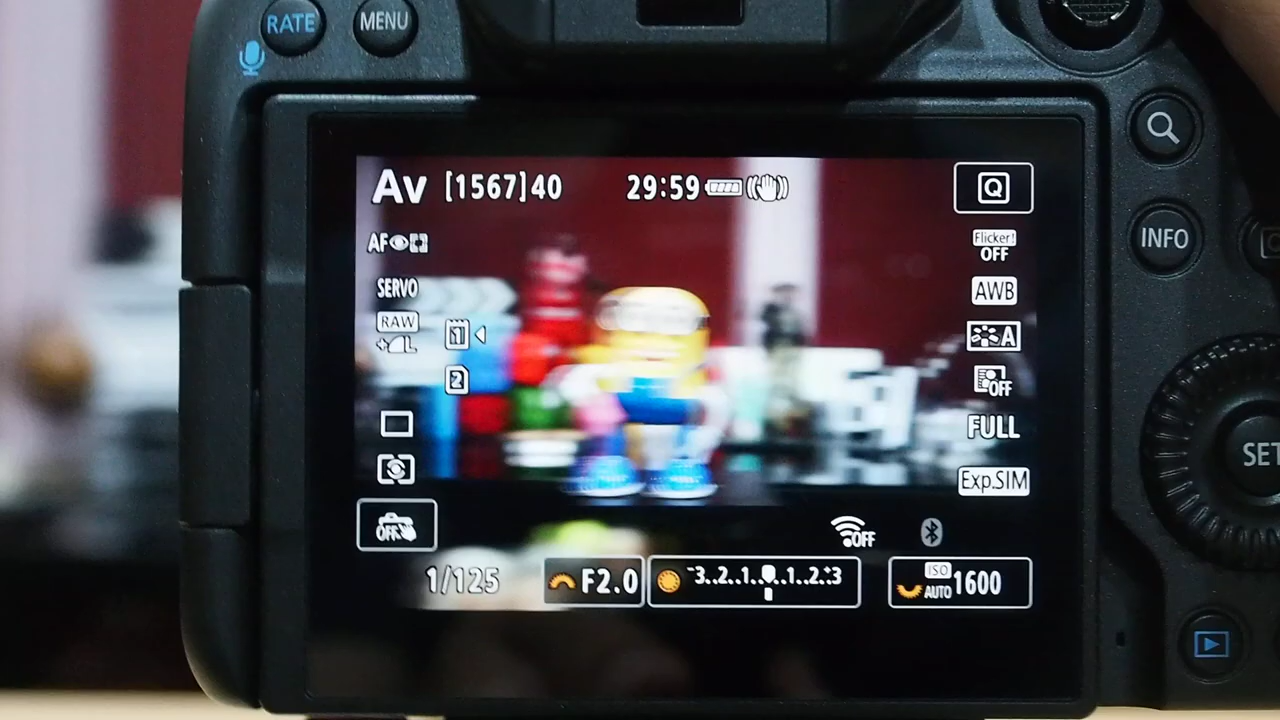 RATE MENU
Av [1567]40 29:59 Q
AF
Flicker!
OFF
INFO
SERVO
AWB
RAW
+L
1
A
2
OFF
FULL
Exp.SIM
SET
OFF
OFF
1/125 F2.0 -3..2..1..0..1..2..+3 ISO AUTO 1600